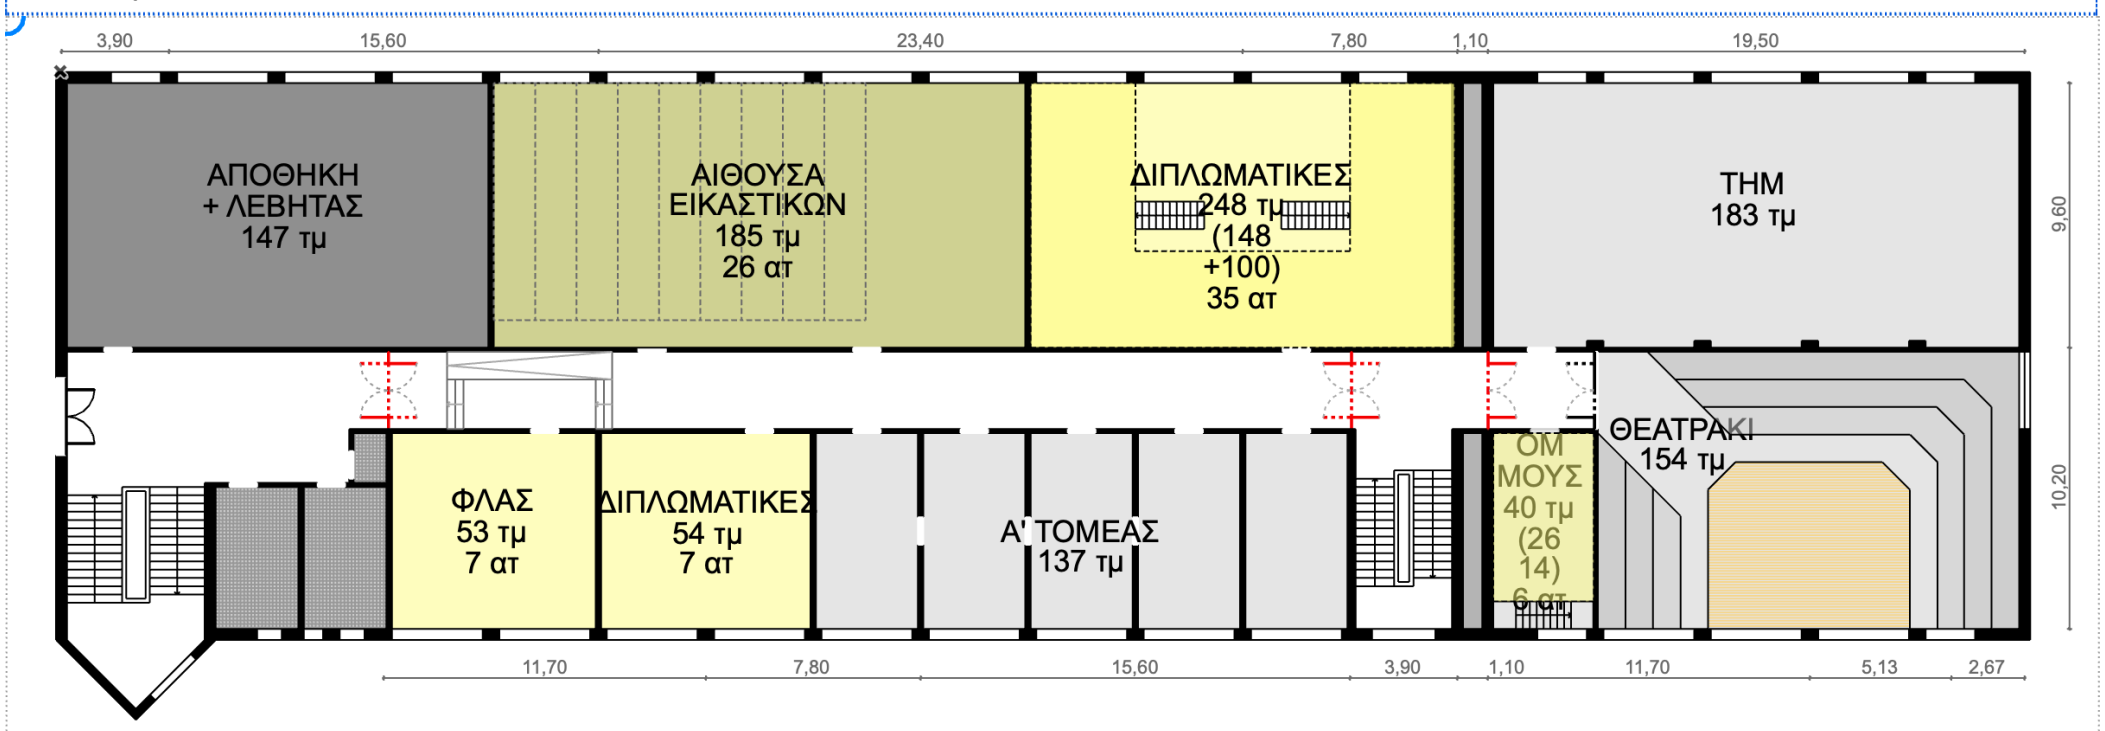 3,90
15,60
23,40
7,80
1,10
19,50
ΑΠΟΘΗΚΗ
+ ΛΕΒΗΤΑΣ
147 τμ
ΑΙΘΟΥΣΑ
ΕΙΚΑΣΤΙΚΩΝ
185 τμ
26 ατ
ΔΙΠΛΩΜΑΤΙΚΕΣ
248 τμ
(148
+100)
35 ατ
ΤΗΜ
183 τμ
9,60
ΦΛΑΣ
53 τμ
7 ατ
ΔΙΠΛΩΜΑΤΙΚΕΣ
54 τμ
7 ατ
Α' ΤΟΜΕΑΣ
137 τμ
ΟΜ
ΜΟΥΣ
40 τμ
(26
14)
6 ατ
ΘΕΑΤΡΑΚΙ
154 τμ
10,20
11,70
7,80
15,60
3,90
1,10
11,70
5,13
2,67